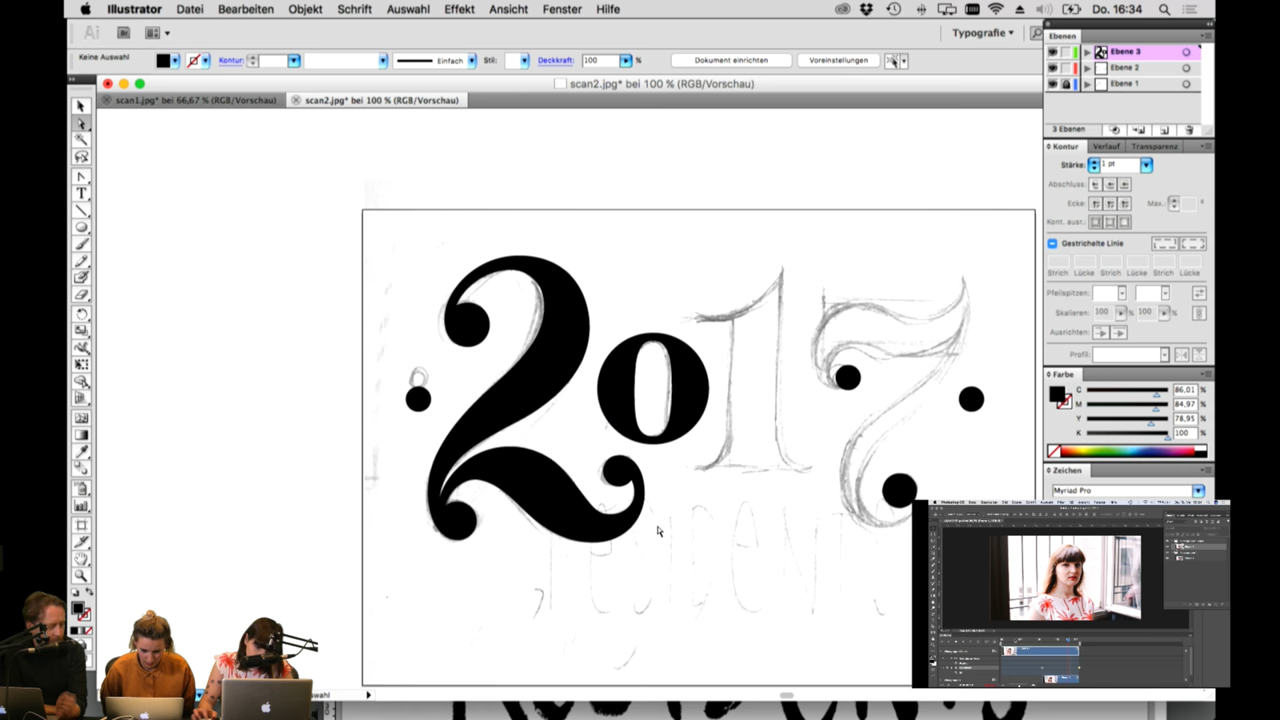 Illustrator Datei Bearbeiten Objekt Schrift Auswahl Effekt Ansicht Fenster Hilfe Do. 16:34
Ai Typografie
Keine Auswahl Kontur: Einfach Stil: Deckkraft: 100 % Dokument einrichten Voreinstellungen
scan2.jpg* bei 100 % (RGB/Vorschau)
scan1.jpg* bei 66,67 % (RGB/Vorschau) scan2.jpg* bei 100 % (RGB/Vorschau)
Ebenen
Ebene 3
Ebene 2
Ebene 1
3 Ebenen
Kontur Verlauf Transparenz
Stärke: 1 pt
Abschluss:
Ecke: Max.:
Kont. ausr.:
Gestrichelte Linie
Strich Lücke Strich Lücke Strich Lücke
Pfeilspitzen:
Skalieren: 100 % 100 %
Ausrichten:
Profil:
Farbe
C 86,01 %
M 84,97 %
Y 78,95 %
K 100 %
Zeichen
Myriad Pro
2017